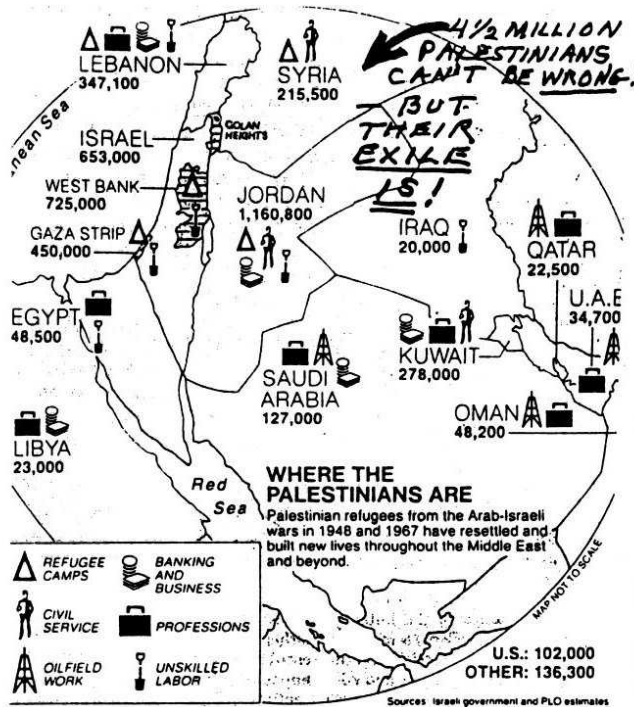 4½ MILLION
PALESTINIANS
CAN'T BE WRONG.
— BUT
THEIR
EXILE
IS!
LEBANON
347,100
SYRIA
215,500
GOLAN
HEIGHTS
nean Sea
ISRAEL
653,000
WEST BANK
725,000
JORDAN
1,160,800
GAZA STRIP
450,000
IRAQ
20,000
QATAR
22,500
U.A.E
34,700
EGYPT
48,500
KUWAIT
278,000
SAUDI
ARABIA
127,000
OMAN
48,200
LIBYA
23,000
Red
Sea
WHERE THE
PALESTINIANS ARE
Palestinian refugees from the Arab-Israeli
wars in 1948 and 1967 have resettled and
built new lives throughout the Middle East
and beyond.
REFUGEE
CAMPS
BANKING
AND
BUSINESS
CIVIL
SERVICE
PROFESSIONS
OILFIELD
WORK
UNSKILLED
LABOR
MAP NOT TO SCALE
U.S.: 102,000
OTHER: 136,300
Sources Israeli government and PLO estimates